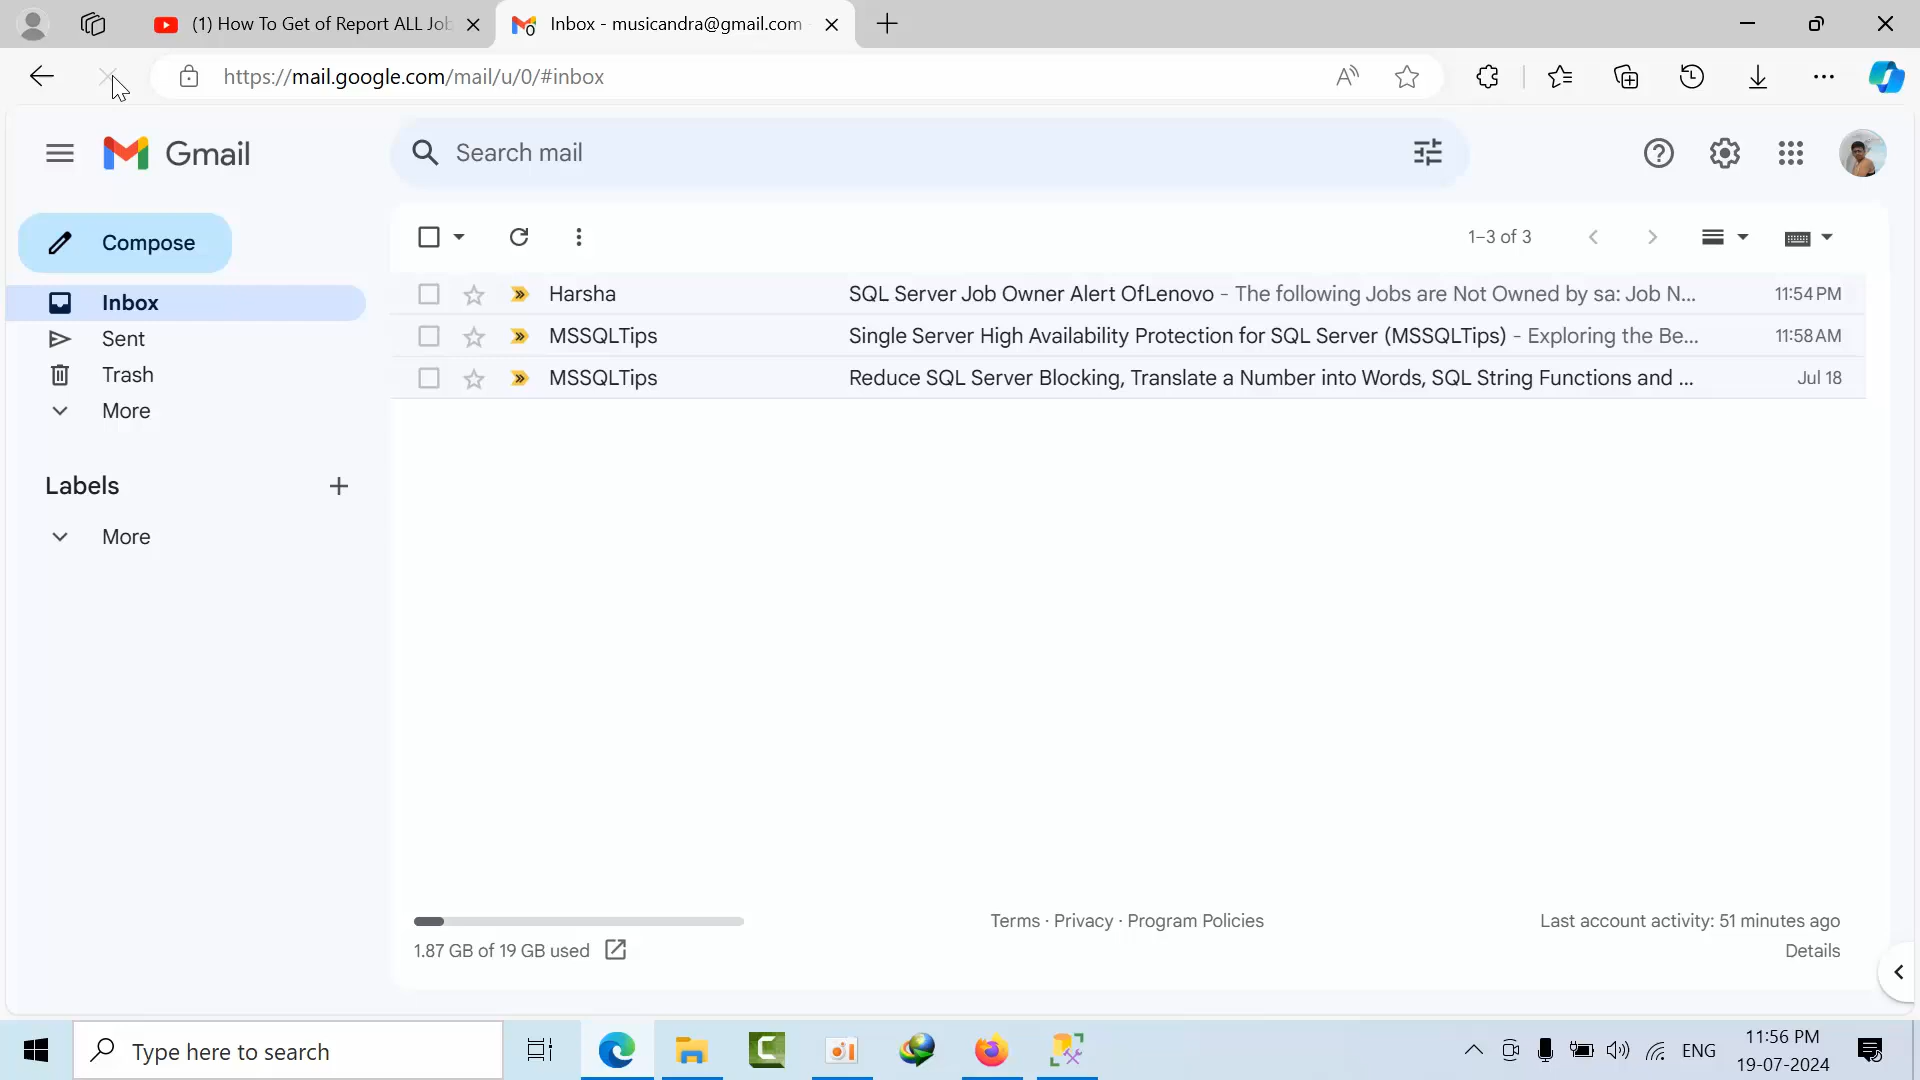 (1) How To Get of Report ALL Job
Inbox - musicandra@gmail.com
https://mail.google.com/mail/u/0/#inbox
Gmail
Search mail
Compose
1–3 of 3
Inbox
Sent
Trash
More
Labels
More
Harsha SQL Server Job Owner Alert OfLenovo - The following Jobs are Not Owned by sa: Job N... 11:54 PM
MSSQLTips Single Server High Availability Protection for SQL Server (MSSQLTips) - Exploring the Be... 11:58 AM
MSSQLTips Reduce SQL Server Blocking, Translate a Number into Words, SQL String Functions and ... Jul 18
1.87 GB of 19 GB used
Terms · Privacy · Program Policies
Last account activity: 51 minutes ago
Details
Type here to search
ENG
11:56 PM
19-07-2024